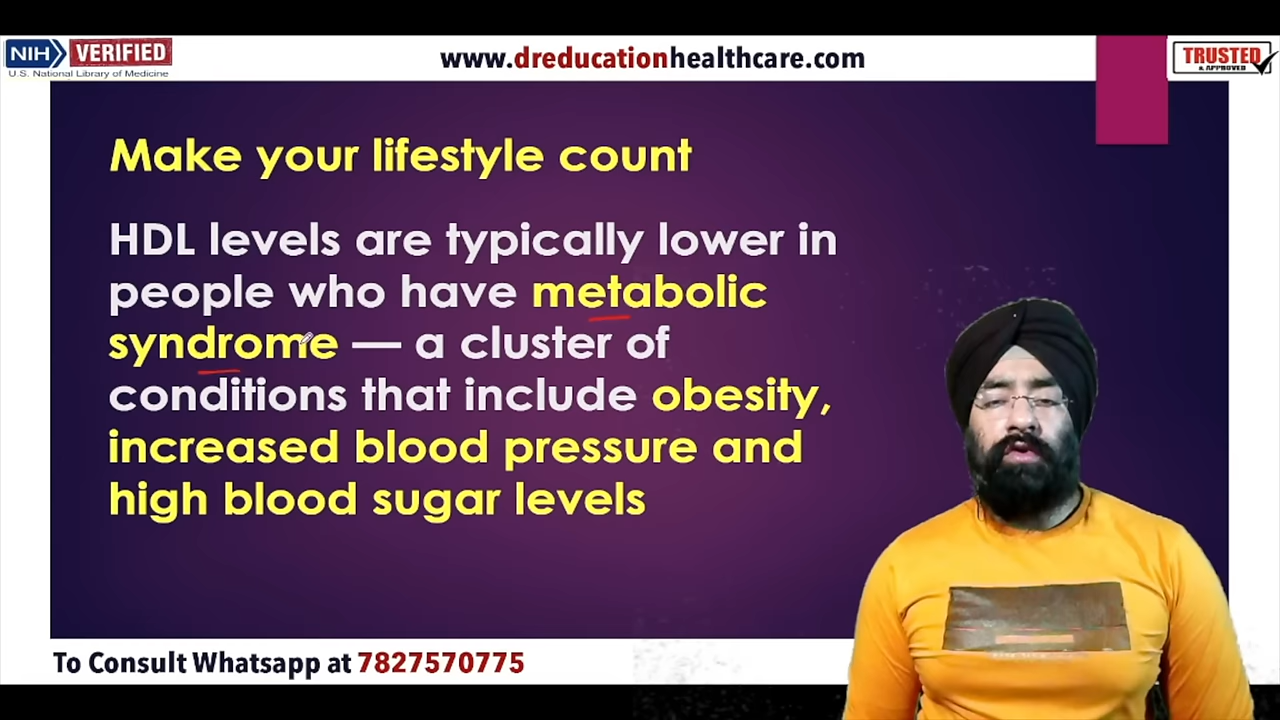 NIH VERIFIED
U.S. National Library of Medicine
www.dreducationhealthcare.com
TRUSTED
& APPROVED
Make your lifestyle count
HDL levels are typically lower in
people who have metabolic
syndrome — a cluster of
conditions that include obesity,
increased blood pressure and
high blood sugar levels
To Consult Whatsapp at 7827570775